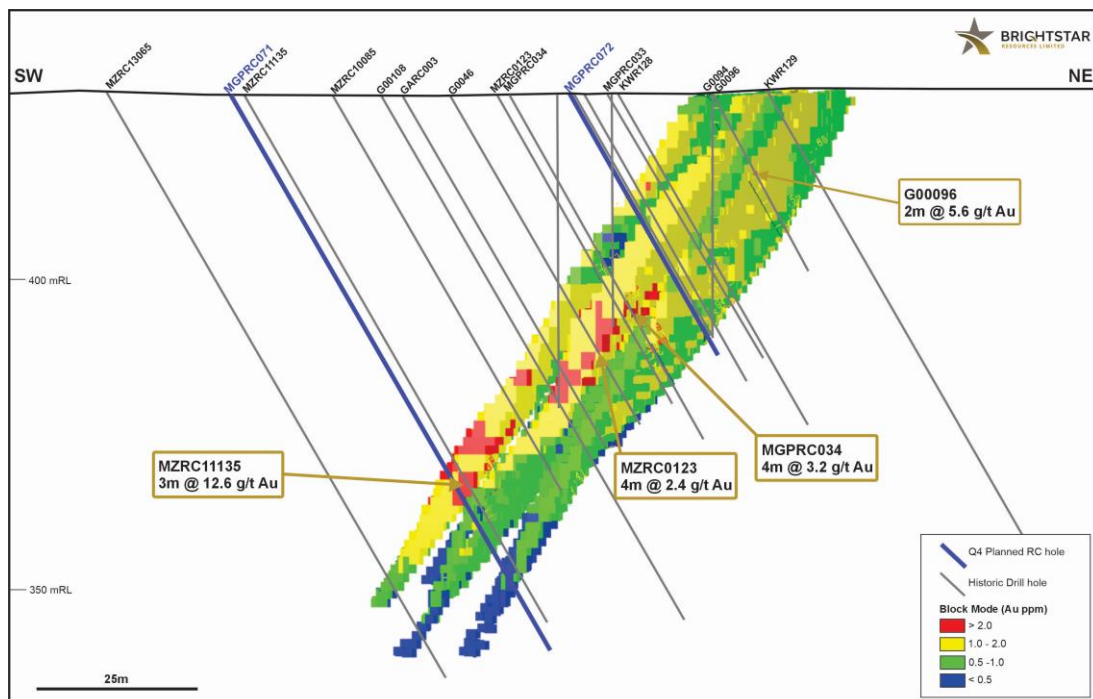 BRIGHTSTAR
RESOURCES LIMITED
SW
NE
MZRC13065
MGPRC071
MZRC11135
MZRC10085
G00108
GARC003
G0046
MZRC0123
MGPRC034
MGPRC072
MGPRC033
KWR128
G0094
G0096
KWR129
G00096
2m @ 5.6 g/t Au
400 mRL
MGPRC034
4m @ 3.2 g/t Au
MZRC0123
4m @ 2.4 g/t Au
MZRC11135
3m @ 12.6 g/t Au
350 mRL
25m
Q4 Planned RC hole
Historic Drill hole
Block Mode (Au ppm)
> 2.0
1.0 - 2.0
0.5 -1.0
< 0.5